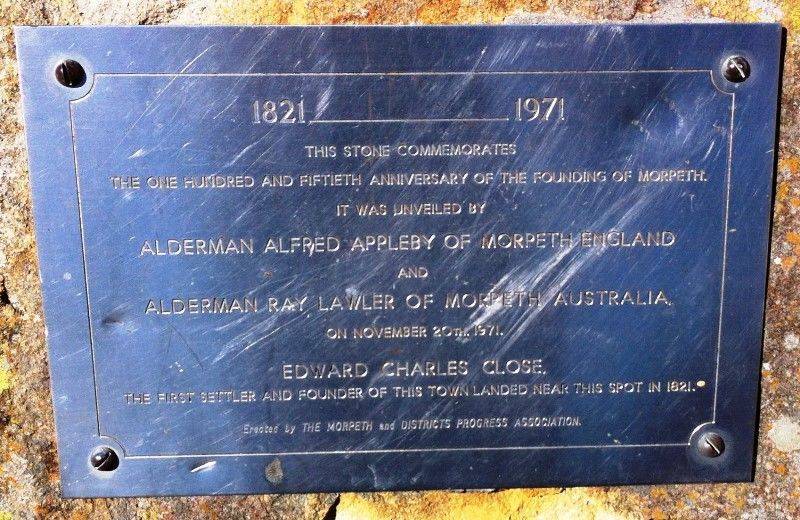 1821 1971
THIS STONE COMMEMORATES
THE ONE HUNDRED AND FIFTIETH ANNIVERSARY OF THE FOUNDING OF MORPETH.
IT WAS UNVEILED BY
ALDERMAN ALFRED APPLEBY OF MORPETH ENGLAND
AND
ALDERMAN RAY LAWLER OF MORPETH AUSTRALIA,
ON NOVEMBER 20TH. 1971.
EDWARD CHARLES CLOSE,
THE FIRST SETTLER AND FOUNDER OF THIS TOWN LANDED NEAR THIS SPOT IN 1821.
Erected by THE MORPETH and DISTRICTS PROGRESS ASSOCIATION.